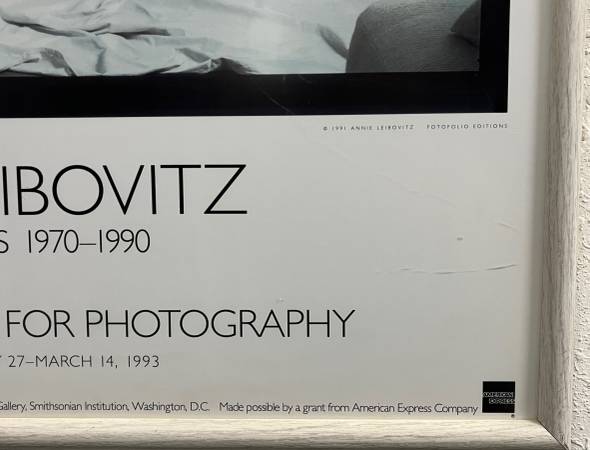 © 1991 ANNIE LEIBOVITZ FOTOFOLIO EDITIONS
IBOVITZ
S 1970–1990
FOR PHOTOGRAPHY
27–MARCH 14, 1993
Gallery, Smithsonian Institution, Washington, D.C. Made possible by a grant from American Express Company
AMERICAN
EXPRESS